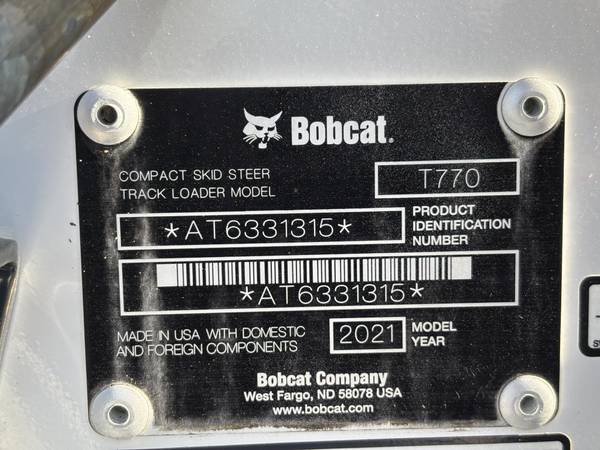 Bobcat.
COMPACT SKID STEER
TRACK LOADER MODEL
T770
*AT6331315*
PRODUCT
IDENTIFICATION
NUMBER
*AT6331315*
MADE IN USA WITH DOMESTIC
AND FOREIGN COMPONENTS
2021
MODEL
YEAR
Bobcat Company
West Fargo, ND 58078 USA
www.bobcat.com